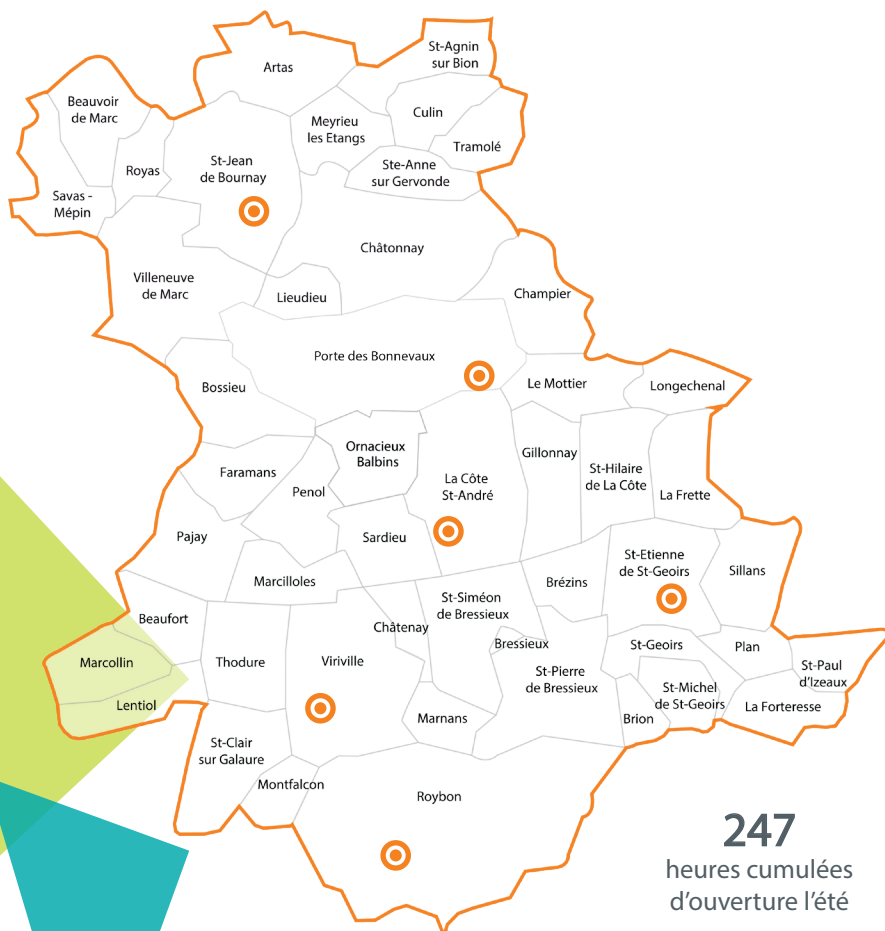 Artas
St-Agnin
sur Bion
Beauvoir
de Marc
Culin
Meyrieu
les Etangs
Tramolé
Royas
St-Jean
de Bournay
Ste-Anne
sur Gervonde
Savas -
Mépin
Châtonnay
Villeneuve
de Marc
Lieudieu
Champier
Porte des Bonnevaux
Bossieu
Le Mottier
Longechenal
Ornacieux
Balbins
Gillonnay
Faramans
St-Hilaire
de La Côte
Penol
La Côte
St-André
La Frette
Pajay
Sardieu
St-Etienne
de St-Geoirs
Sillans
Marcilloles
Brézins
St-Siméon
de Bressieux
Beaufort
Châtenay
Bressieux
St-Geoirs
Plan
Marcollin
Thodure
Viriville
St-Pierre
de Bressieux
St-Paul
d'Izeaux
St-Michel
de St-Geoirs
Lentiol
Marnans
Brion
La Forteresse
St-Clair
sur Galaure
Montfalcon
Roybon
247
heures cumulées
d'ouverture l'été